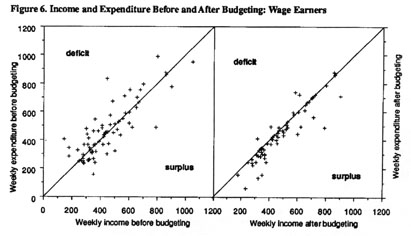 Figure 6. Income and Expenditure Before and After Budgeting: Wage Earners
1200
1000
800
600
400
200
0
Weekly expenditure before budgeting
deficit
surplus
0 200 400 600 800 1000 1200
Weekly income before budgeting
deficit
surplus
200 400 600 800 1000 1200
Weekly income after budgeting
Weekly expenditure after budgeting